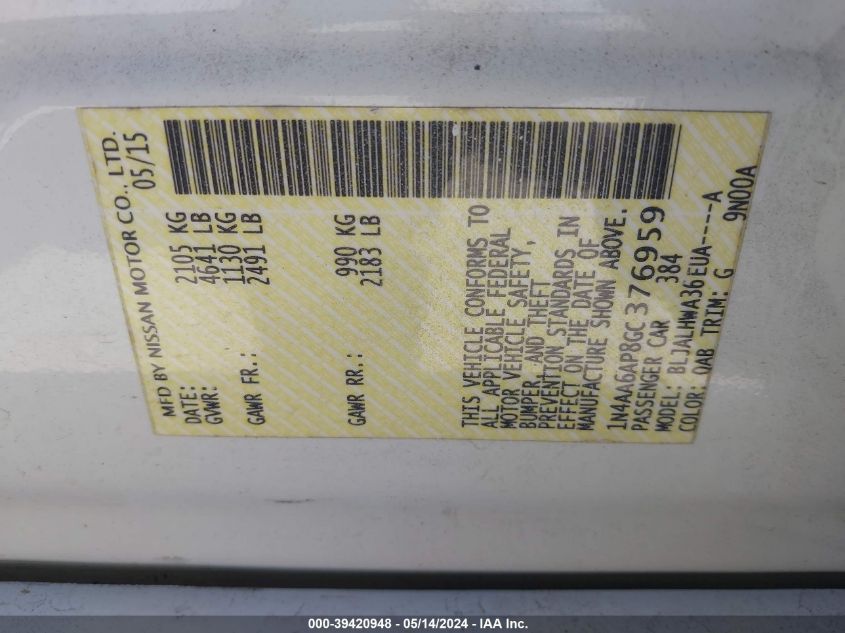 MFD BY NISSAN MOTOR CO., LTD.
DATE: 05/15
GVWR: 2105 KG
4641 LB
GAWR FR.: 1130 KG
2491 LB
GAWR RR.: 990 KG
2183 LB
THIS VEHICLE CONFORMS TO
ALL APPLICABLE FEDERAL
MOTOR VEHICLE SAFETY,
BUMPER, AND THEFT
PREVENTION STANDARDS IN
EFFECT ON THE DATE OF
MANUFACTURE SHOWN ABOVE.
1N4AA6AP8GC376959
PASSENGER CAR 384
MODEL: BLJALHWA36EUA----A
COLOR: QAB TRIM: G 9N00A
000-39420948 - 05/14/2024 - IAA Inc.